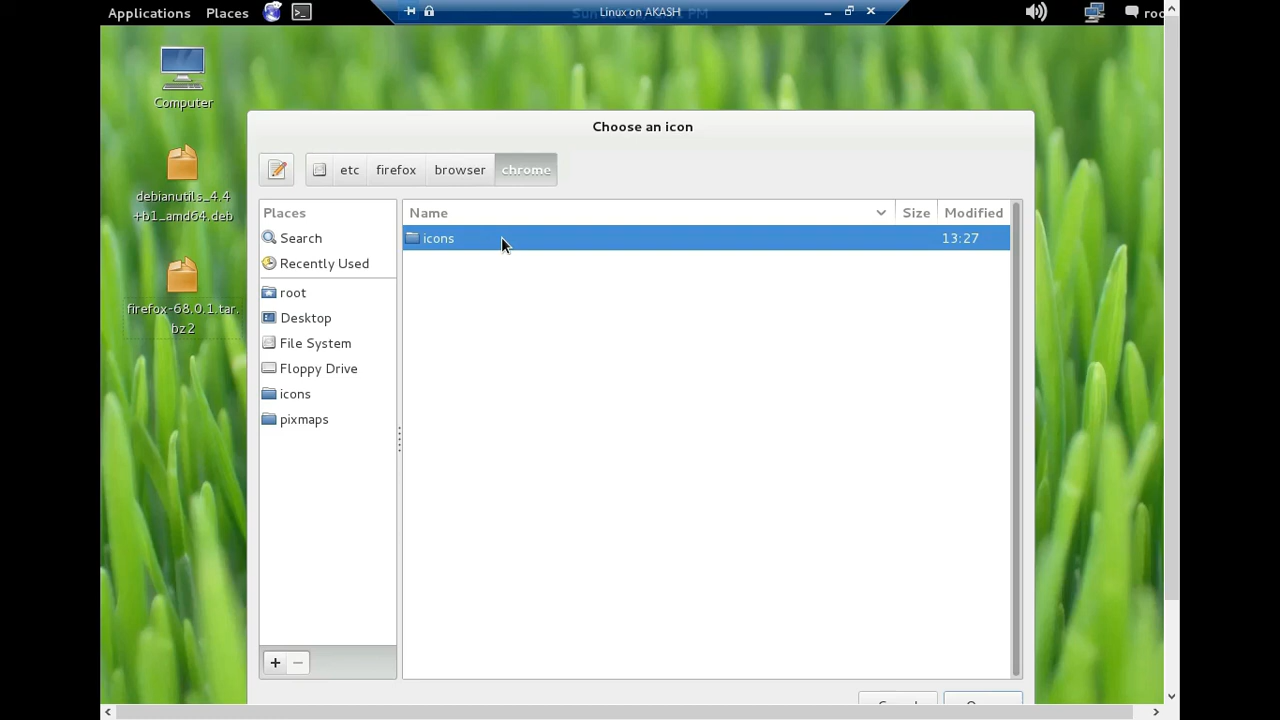 Applications Places
Linux on AKASH
roo
Computer
debianutils_4.4
+b1_amd64.deb
firefox-68.0.1.tar.
bz2
Choose an icon
etc firefox browser chrome
Places
Search
Recently Used
root
Desktop
File System
Floppy Drive
icons
pixmaps
Name Size Modified
icons 13:27